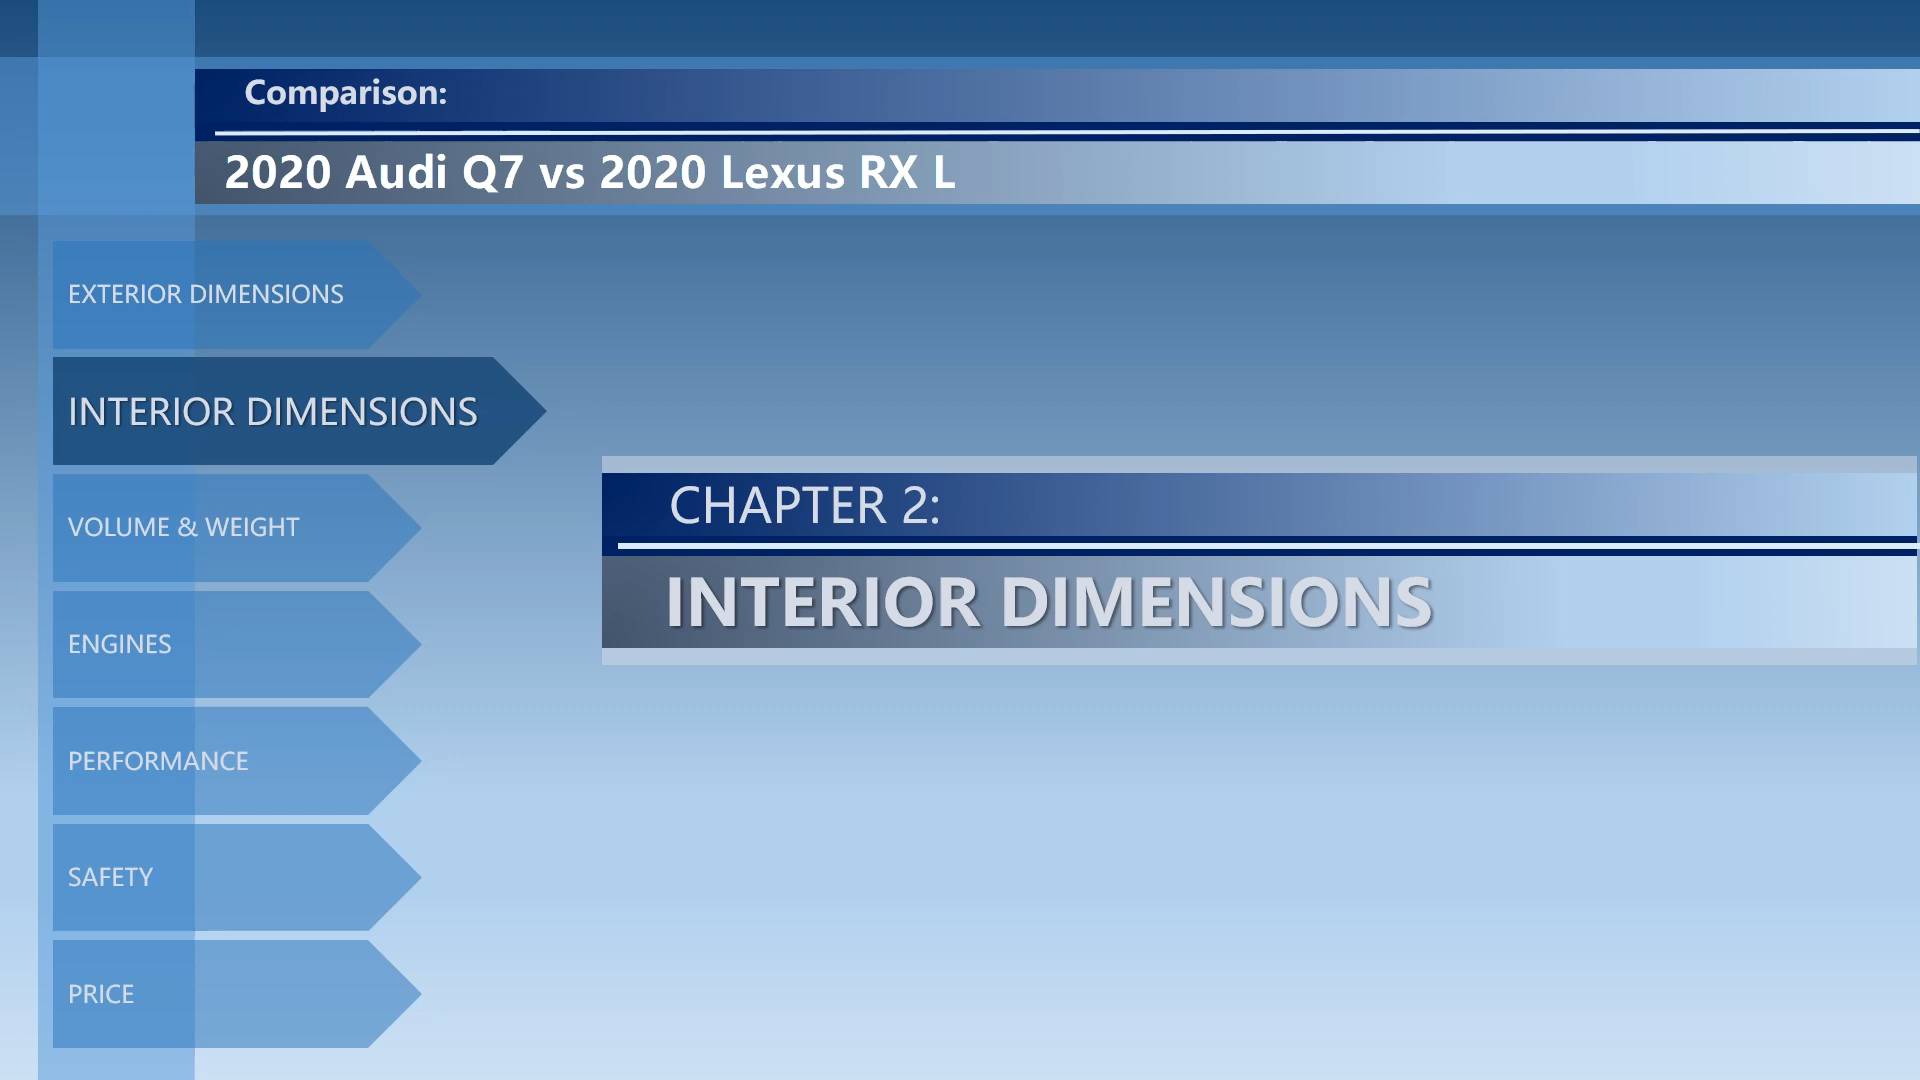 Comparison:
2020 Audi Q7 vs 2020 Lexus RX L
EXTERIOR DIMENSIONS
INTERIOR DIMENSIONS
VOLUME & WEIGHT
ENGINES
PERFORMANCE
SAFETY
PRICE
CHAPTER 2:
INTERIOR DIMENSIONS